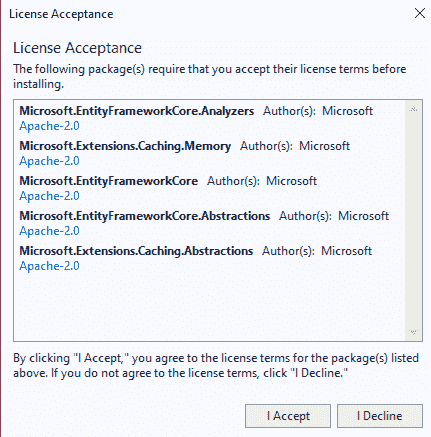 License Acceptance
License Acceptance
The following package(s) require that you accept their license terms before
installing.
Microsoft.EntityFrameworkCore.Analyzers Author(s): Microsoft
Apache-2.0
Microsoft.Extensions.Caching.Memory Author(s): Microsoft
Apache-2.0
Microsoft.EntityFrameworkCore Author(s): Microsoft
Apache-2.0
Microsoft.EntityFrameworkCore.Abstractions Author(s): Microsoft
Apache-2.0
Microsoft.Extensions.Caching.Abstractions Author(s): Microsoft
Apache-2.0
By clicking "I Accept," you agree to the license terms for the package(s) listed
above. If you do not agree to the license terms, click "I Decline."
I Accept I Decline